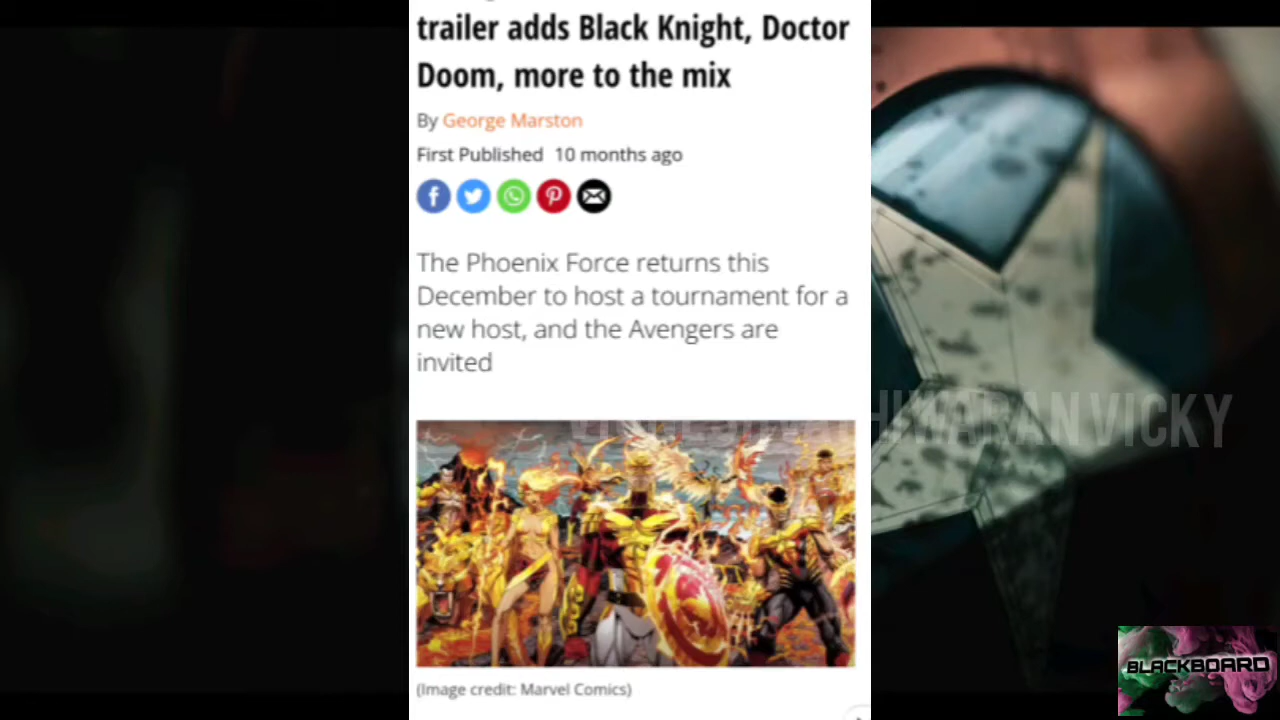 trailer adds Black Knight, Doctor
Doom, more to the mix
By George Marston
First Published 10 months ago
The Phoenix Force returns this
December to host a tournament for a
new host, and the Avengers are
invited
VICKY
(Image credit: Marvel Comics)
BLACKBOARD